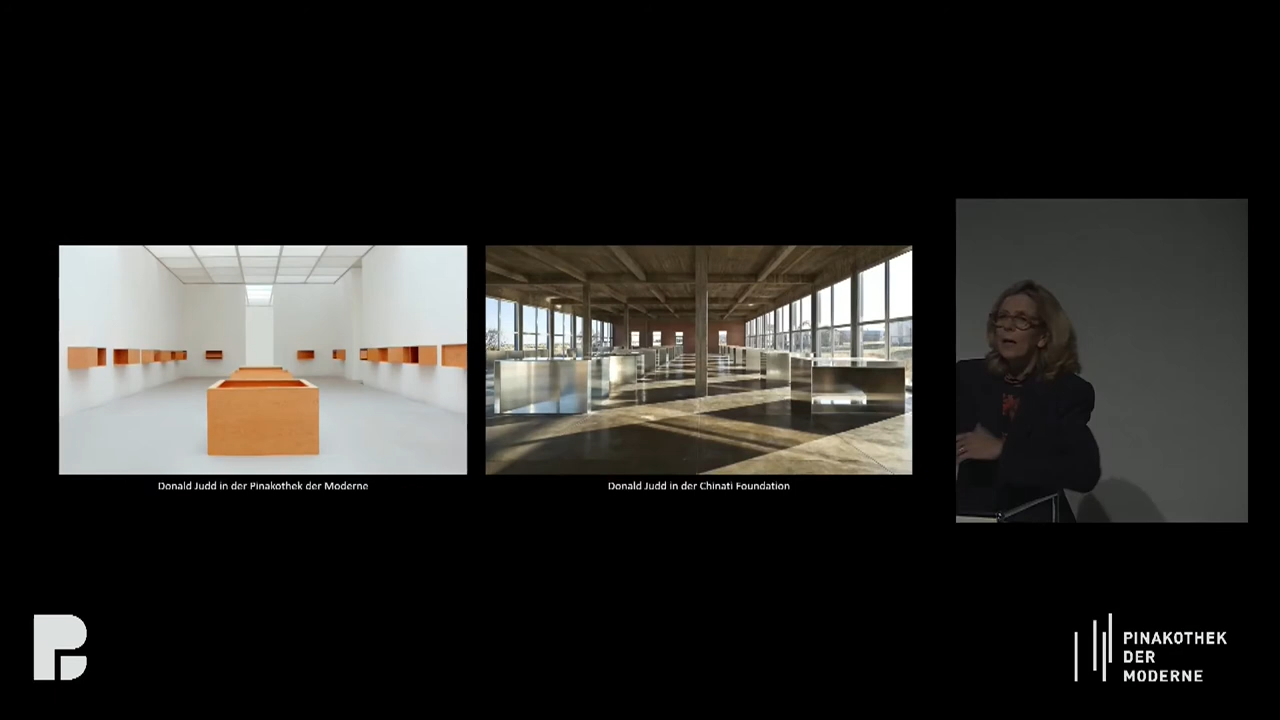 Donald Judd in der Pinakothek der Moderne
Donald Judd in der Chinati Foundation
PINAKOTHEK
DER
MODERNE